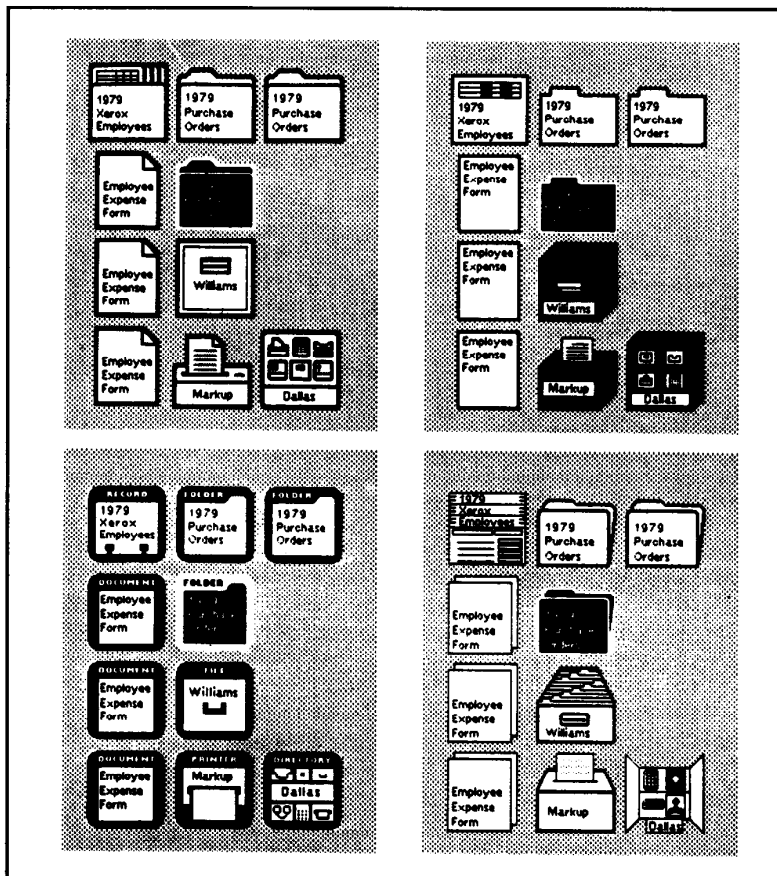 1979
Xerox
Employees
1979
Purchase
Orders
1979
Purchase
Orders
Employee
Expense
Form
Employee
Expense
Form
Williams
Employee
Expense
Form
Markup
Dallas
1979
Xerox
Employees
1979
Purchase
Orders
1979
Purchase
Orders
Employee
Expense
Form
Employee
Expense
Form
Williams
Employee
Expense
Form
Markup
Dallas
RECORD
1979
Xerox
Employees
FOLDER
1979
Purchase
Orders
FOLDER
1979
Purchase
Orders
DOCUMENT
Employee
Expense
Form
FOLDER
DOCUMENT
Employee
Expense
Form
FILE
Williams
DOCUMENT
Employee
Expense
Form
PRINTER
Markup
DIRECTORY
Dallas
1979
Xerox
Employees
1979
Purchase
Orders
1979
Purchase
Orders
Employee
Expense
Form
Employee
Expense
Form
Williams
Employee
Expense
Form
Markup
Dallas